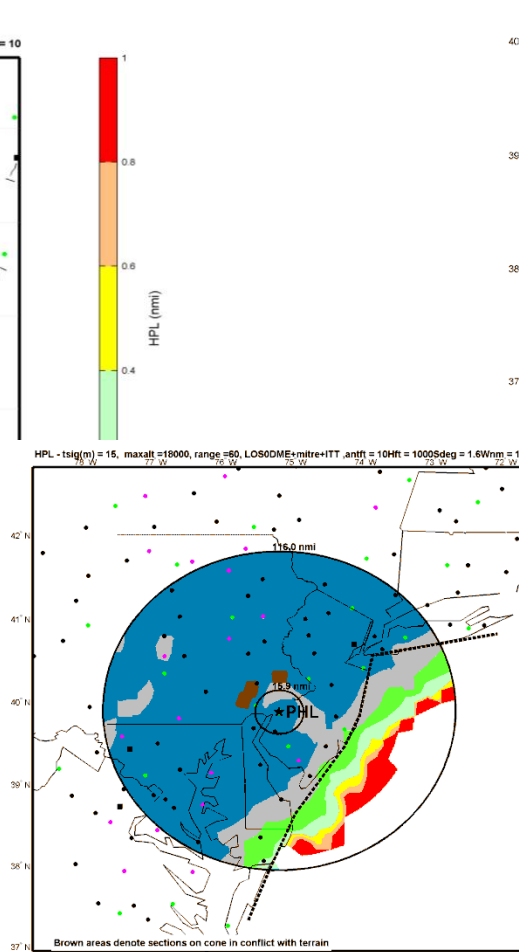 = 10
1
0.8
0.6
0.4
HPL (nmi)
40
39
38
37
HPL - tsig(m) = 15, maxalt =18000, range =60, LOS0DME+mitre+ITT ,antft = 10Hft = 1000Sdeg = 1.6Wnm = 1
78°W 77°W 76°W 75°W 74°W 73°W 72°W
42°N
41°N
40°N
39°N
38°N
37°N
116.0 nmi
15.9 nmi
PHL
Brown areas denote sections on cone in conflict with terrain